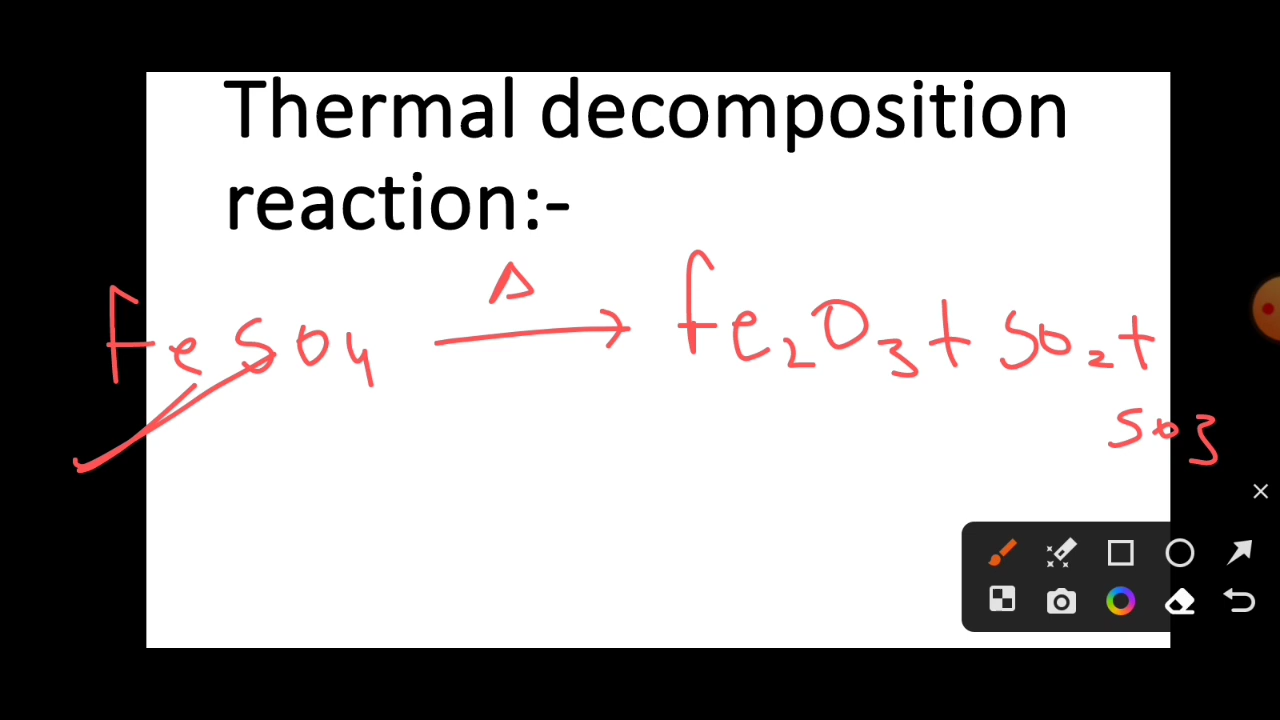 Thermal decomposition
reaction:-
Δ
FeSO4 → Fe2O3 + SO2 +
SO3